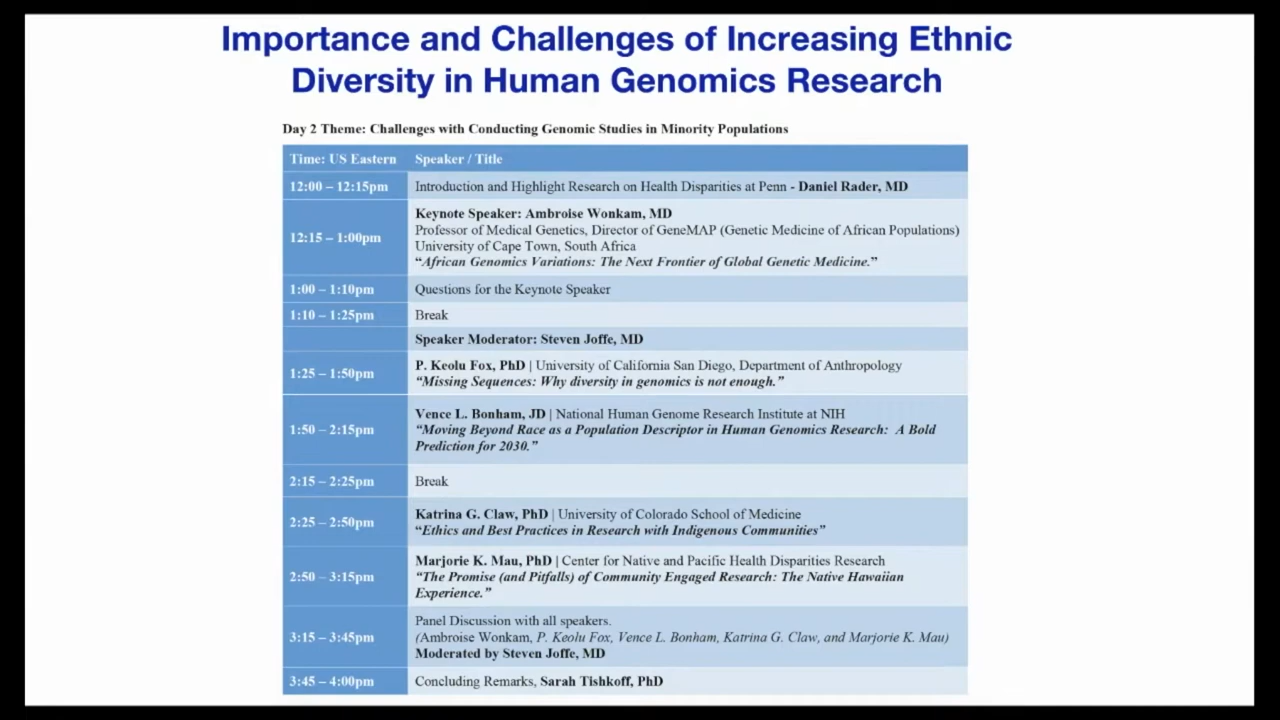 Importance and Challenges of Increasing Ethnic
Diversity in Human Genomics Research
Day 2 Theme: Challenges with Conducting Genomic Studies in Minority Populations
Time: US Eastern Speaker / Title
12:00 – 12:15pm Introduction and Highlight Research on Health Disparities at Penn - Daniel Rader, MD
12:15 – 1:00pm Keynote Speaker: Ambroise Wonkam, MD
Professor of Medical Genetics, Director of GeneMAP (Genetic Medicine of African Populations)
University of Cape Town, South Africa
“African Genomics Variations: The Next Frontier of Global Genetic Medicine.”
1:00 – 1:10pm Questions for the Keynote Speaker
1:10 – 1:25pm Break
Speaker Moderator: Steven Joffe, MD
1:25 – 1:50pm P. Keolu Fox, PhD | University of California San Diego, Department of Anthropology
“Missing Sequences: Why diversity in genomics is not enough.”
1:50 – 2:15pm Vence L. Bonham, JD | National Human Genome Research Institute at NIH
“Moving Beyond Race as a Population Descriptor in Human Genomics Research: A Bold
Prediction for 2030.”
2:15 – 2:25pm Break
2:25 – 2:50pm Katrina G. Claw, PhD | University of Colorado School of Medicine
“Ethics and Best Practices in Research with Indigenous Communities”
2:50 – 3:15pm Marjorie K. Mau, PhD | Center for Native and Pacific Health Disparities Research
“The Promise (and Pitfalls) of Community Engaged Research: The Native Hawaiian
Experience.”
3:15 – 3:45pm Panel Discussion with all speakers.
(Ambroise Wonkam, P. Keolu Fox, Vence L. Bonham, Katrina G. Claw, and Marjorie K. Mau)
Moderated by Steven Joffe, MD
3:45 – 4:00pm Concluding Remarks, Sarah Tishkoff, PhD